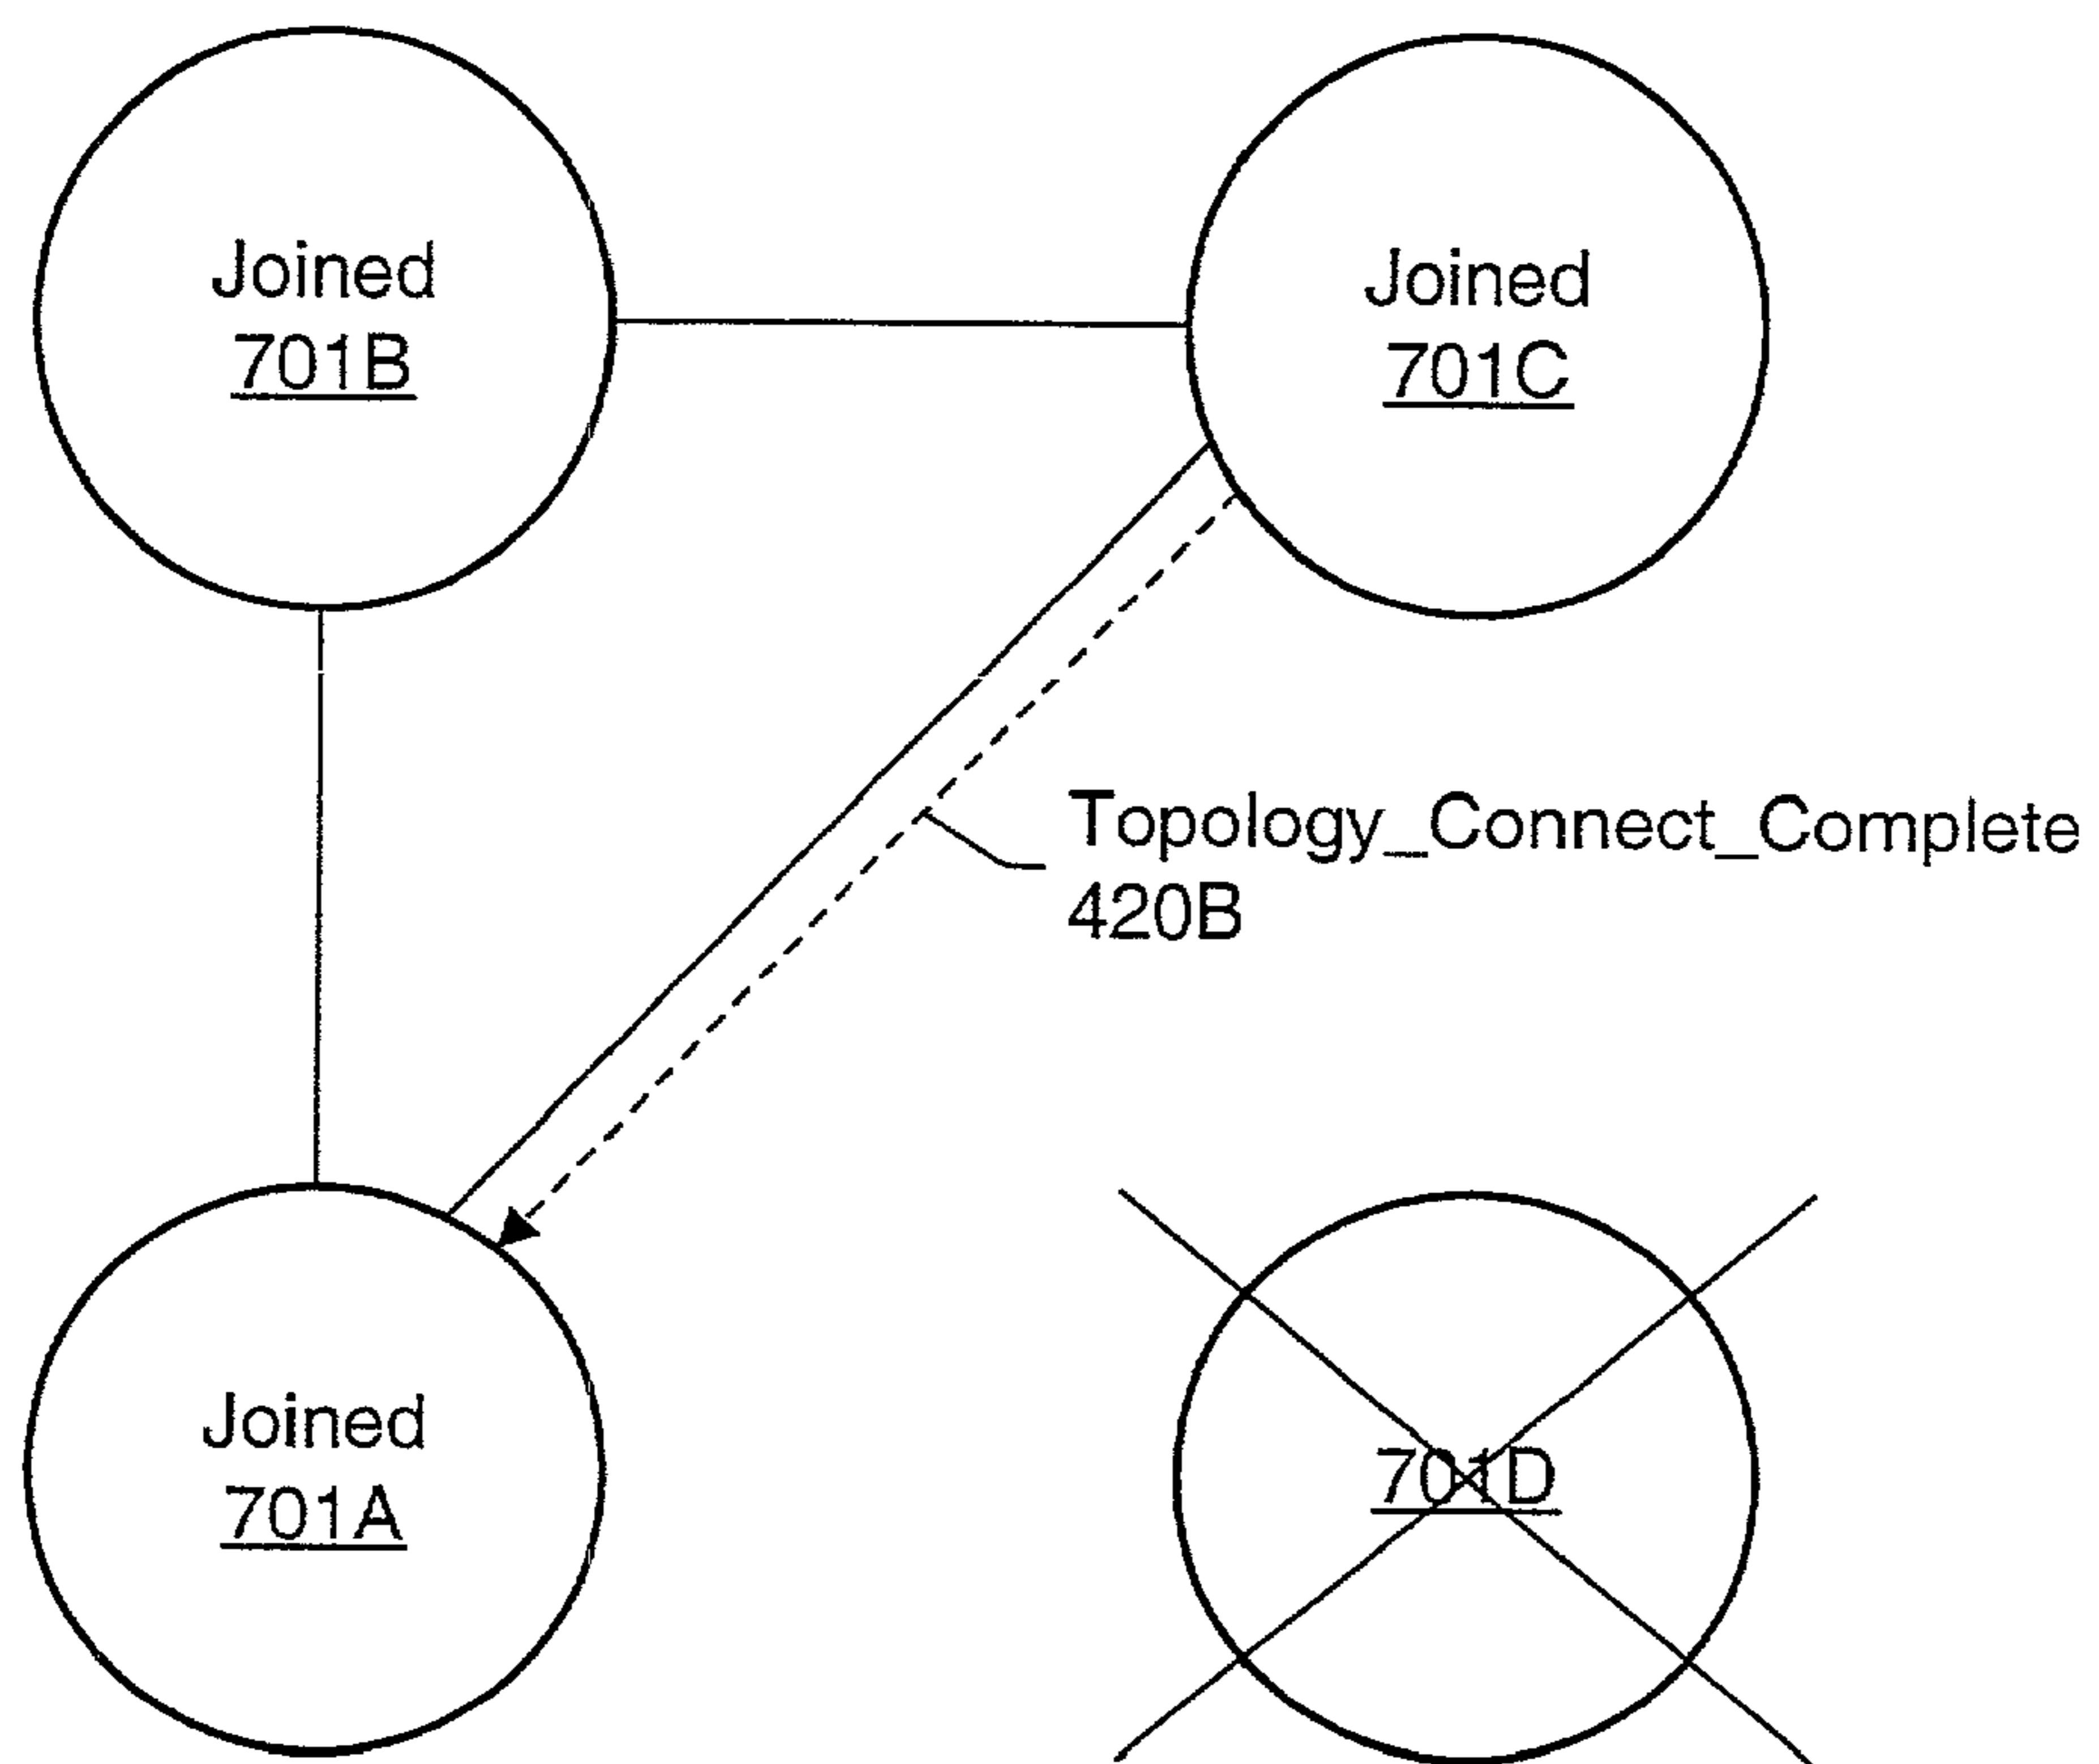 Joined
701B
Joined
701C
Topology_Connect_Complete
420B
Joined
701A
701D